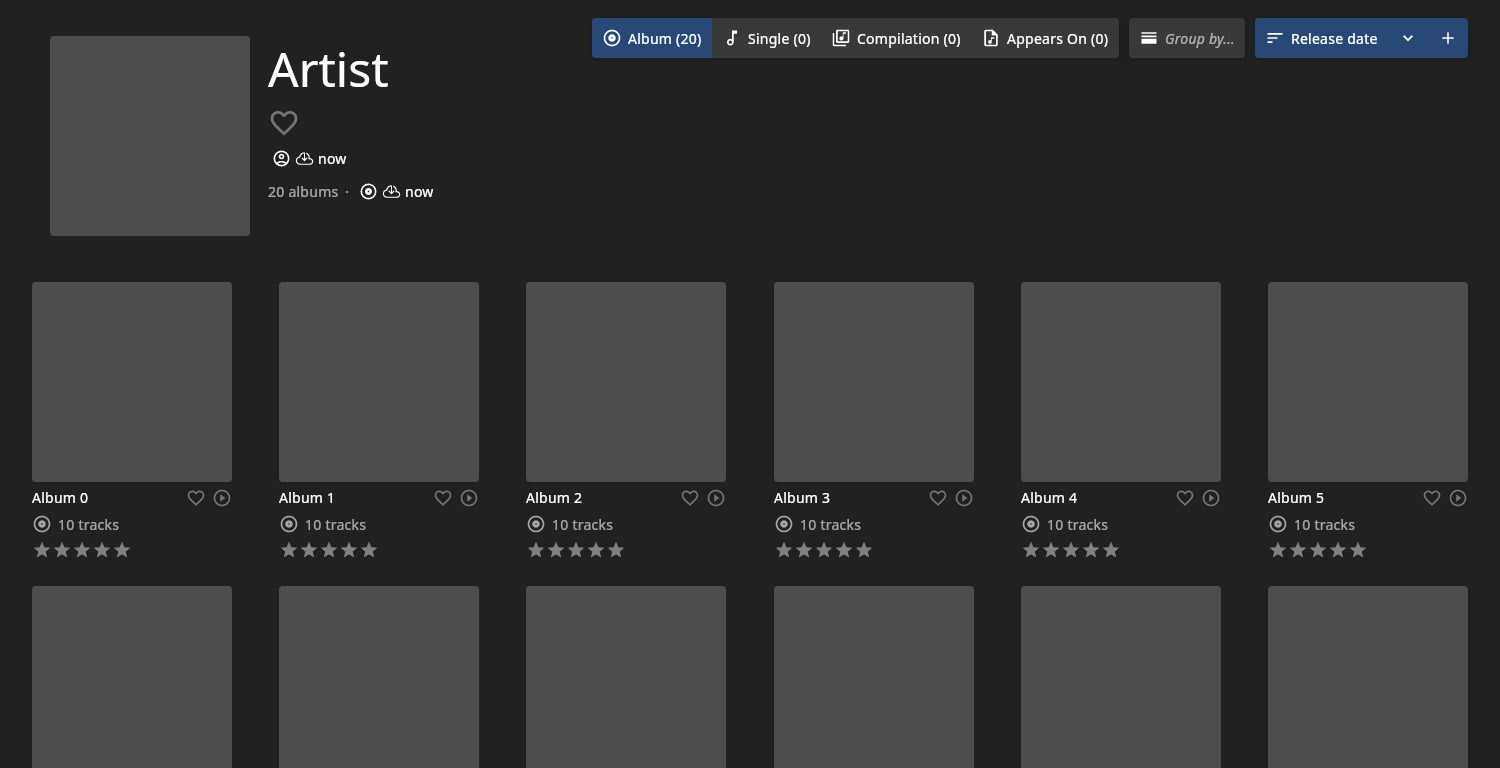 Album (20) Single (0) Compilation (0) Appears On (0) Group by... Release date
Artist
now
20 albums · now
Album 0 Album 1 Album 2 Album 3 Album 4 Album 5
10 tracks 10 tracks 10 tracks 10 tracks 10 tracks 10 tracks